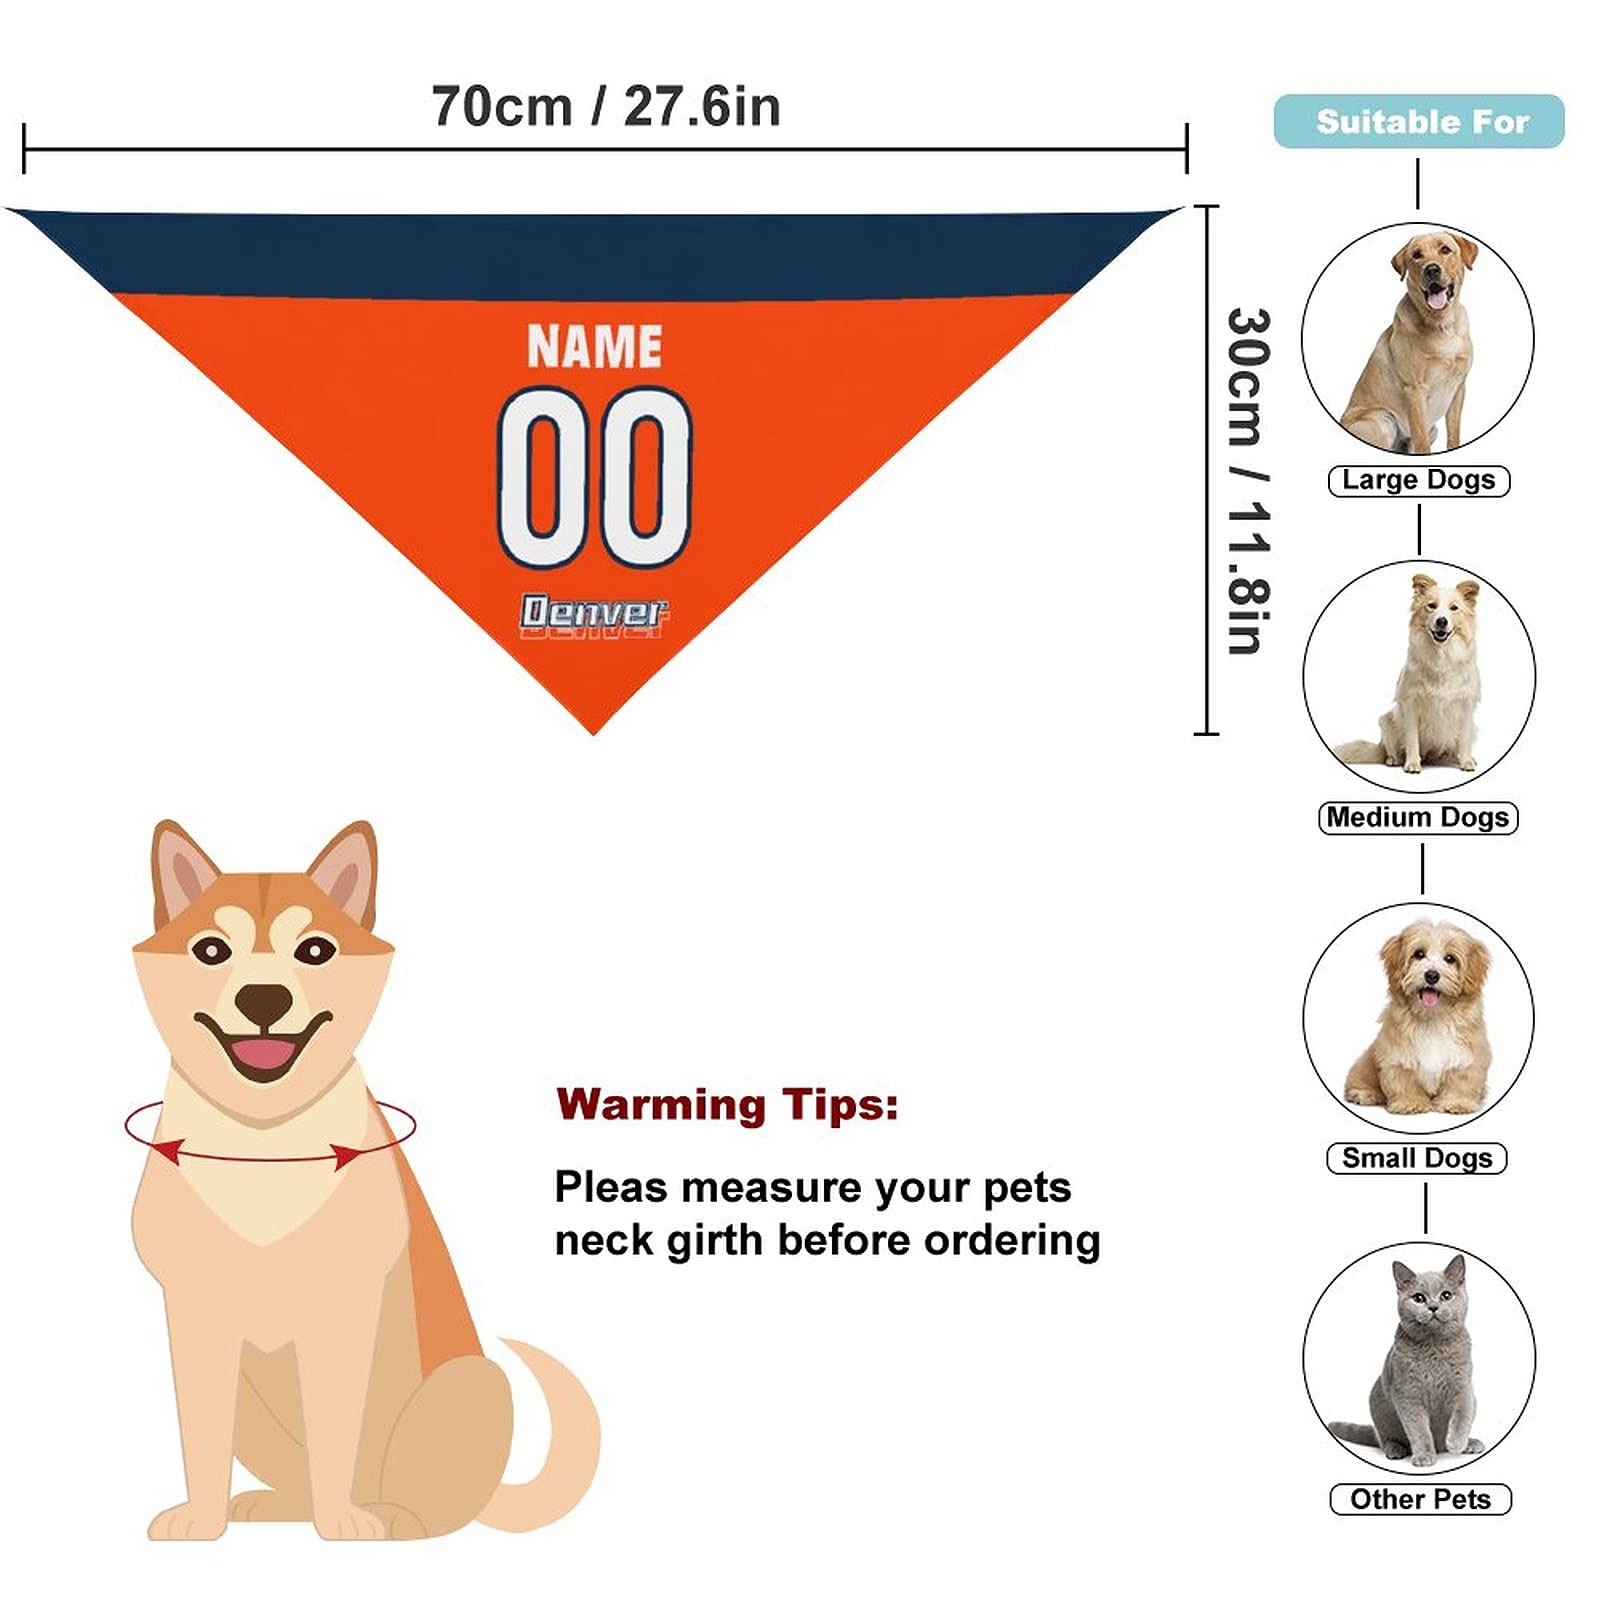 70cm / 27.6in
Suitable For
NAME
00
Denver
30cm / 11.8in
Large Dogs
Medium Dogs
Small Dogs
Other Pets
Warming Tips:
Pleas measure your pets
neck girth before ordering